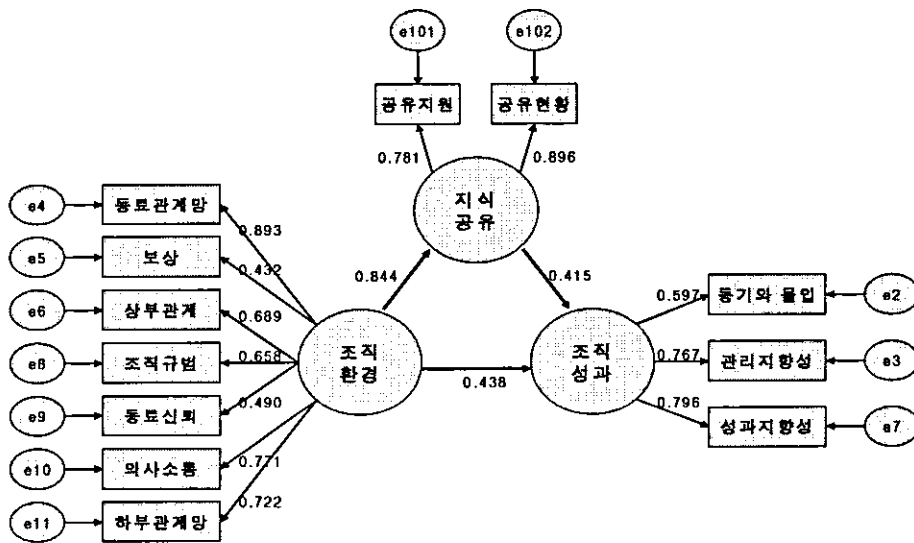 e101
e102
공유지원
공유현황
0.781
0.896
지식
공유
e4
동료관계망
0.893
e5
보상
0.432
0.844
0.415
e6
상부관계
0.689
0.597
동기와 몰입
e2
e8
조직규범
0.658
조직
환경
0.438
조직
성과
0.767
관리지향성
e3
e9
동료신뢰
0.490
0.796
성과지향성
e7
e10
의사소통
0.771
e11
하부관계망
0.722